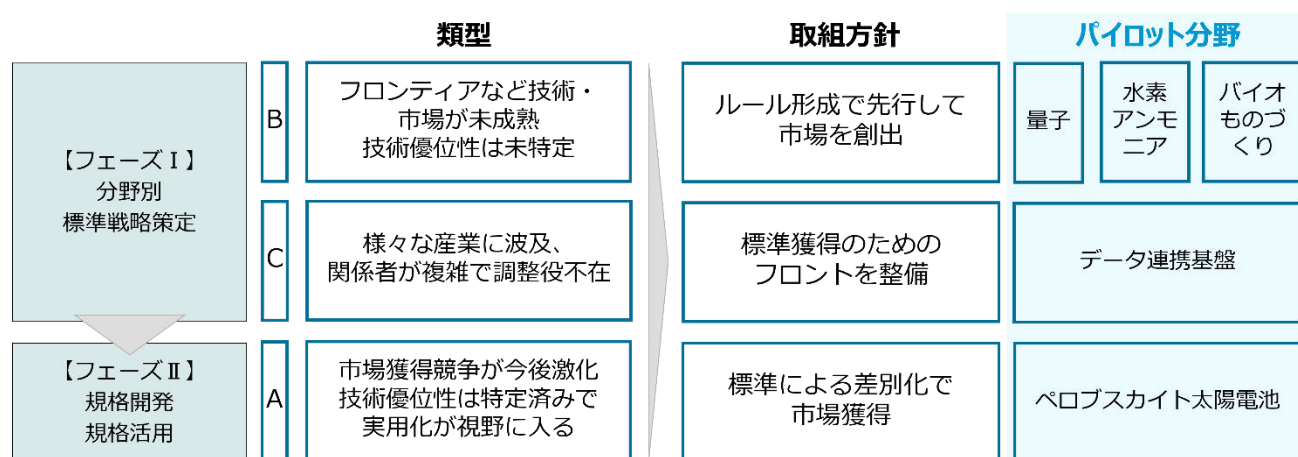 類型
取組方針
パイロット分野
【フェーズⅠ】
分野別
標準戦略策定
B
フロンティアなど技術・
市場が未成熟
技術優位性は未特定
ルール形成で先行して
市場を創出
量子
水素
アンモ
ニア
バイオ
ものづ
くり
C
様々な産業に波及、
関係者が複雑で調整役不在
標準獲得のための
フロントを整備
データ連携基盤
【フェーズⅡ】
規格開発
規格活用
A
市場獲得競争が今後激化
技術優位性は特定済みで
実用化が視野に入る
標準による差別化で
市場獲得
ペロブスカイト太陽電池